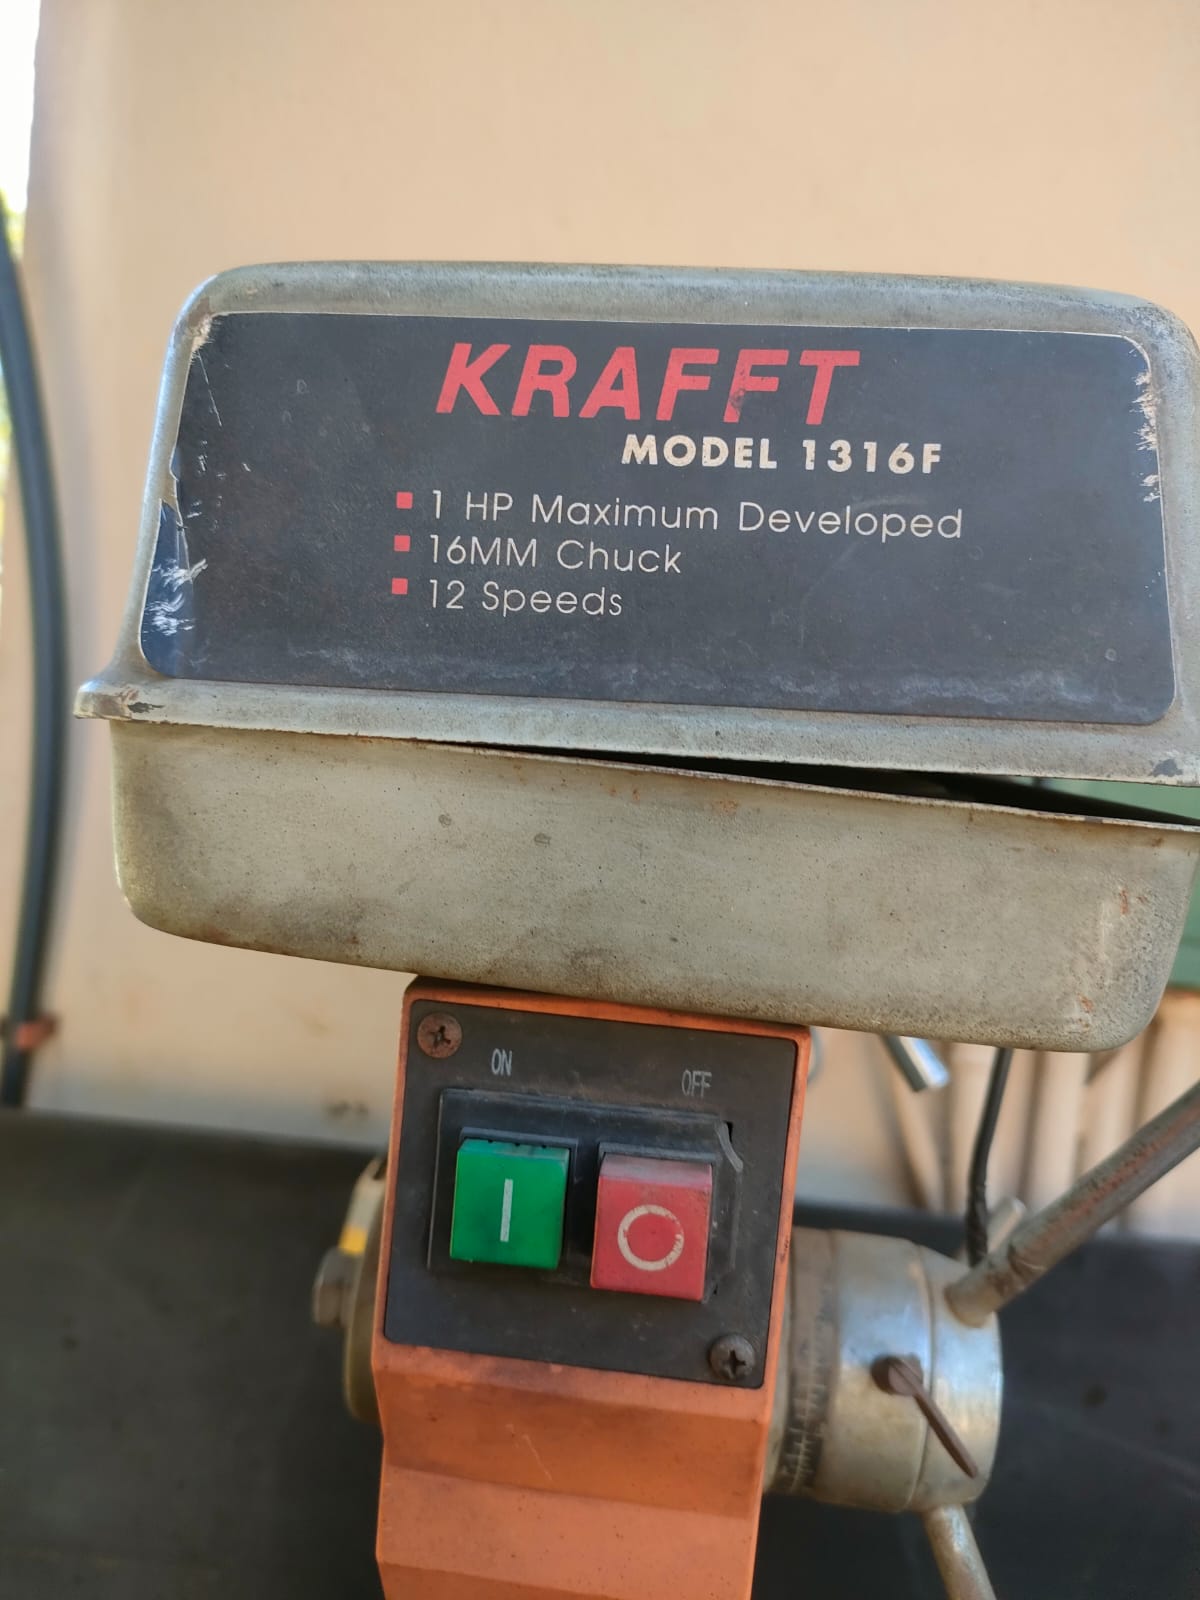 KRAFFT
MODEL 1316F
1 HP Maximum Developed
16MM Chuck
12 Speeds
ON
OFF